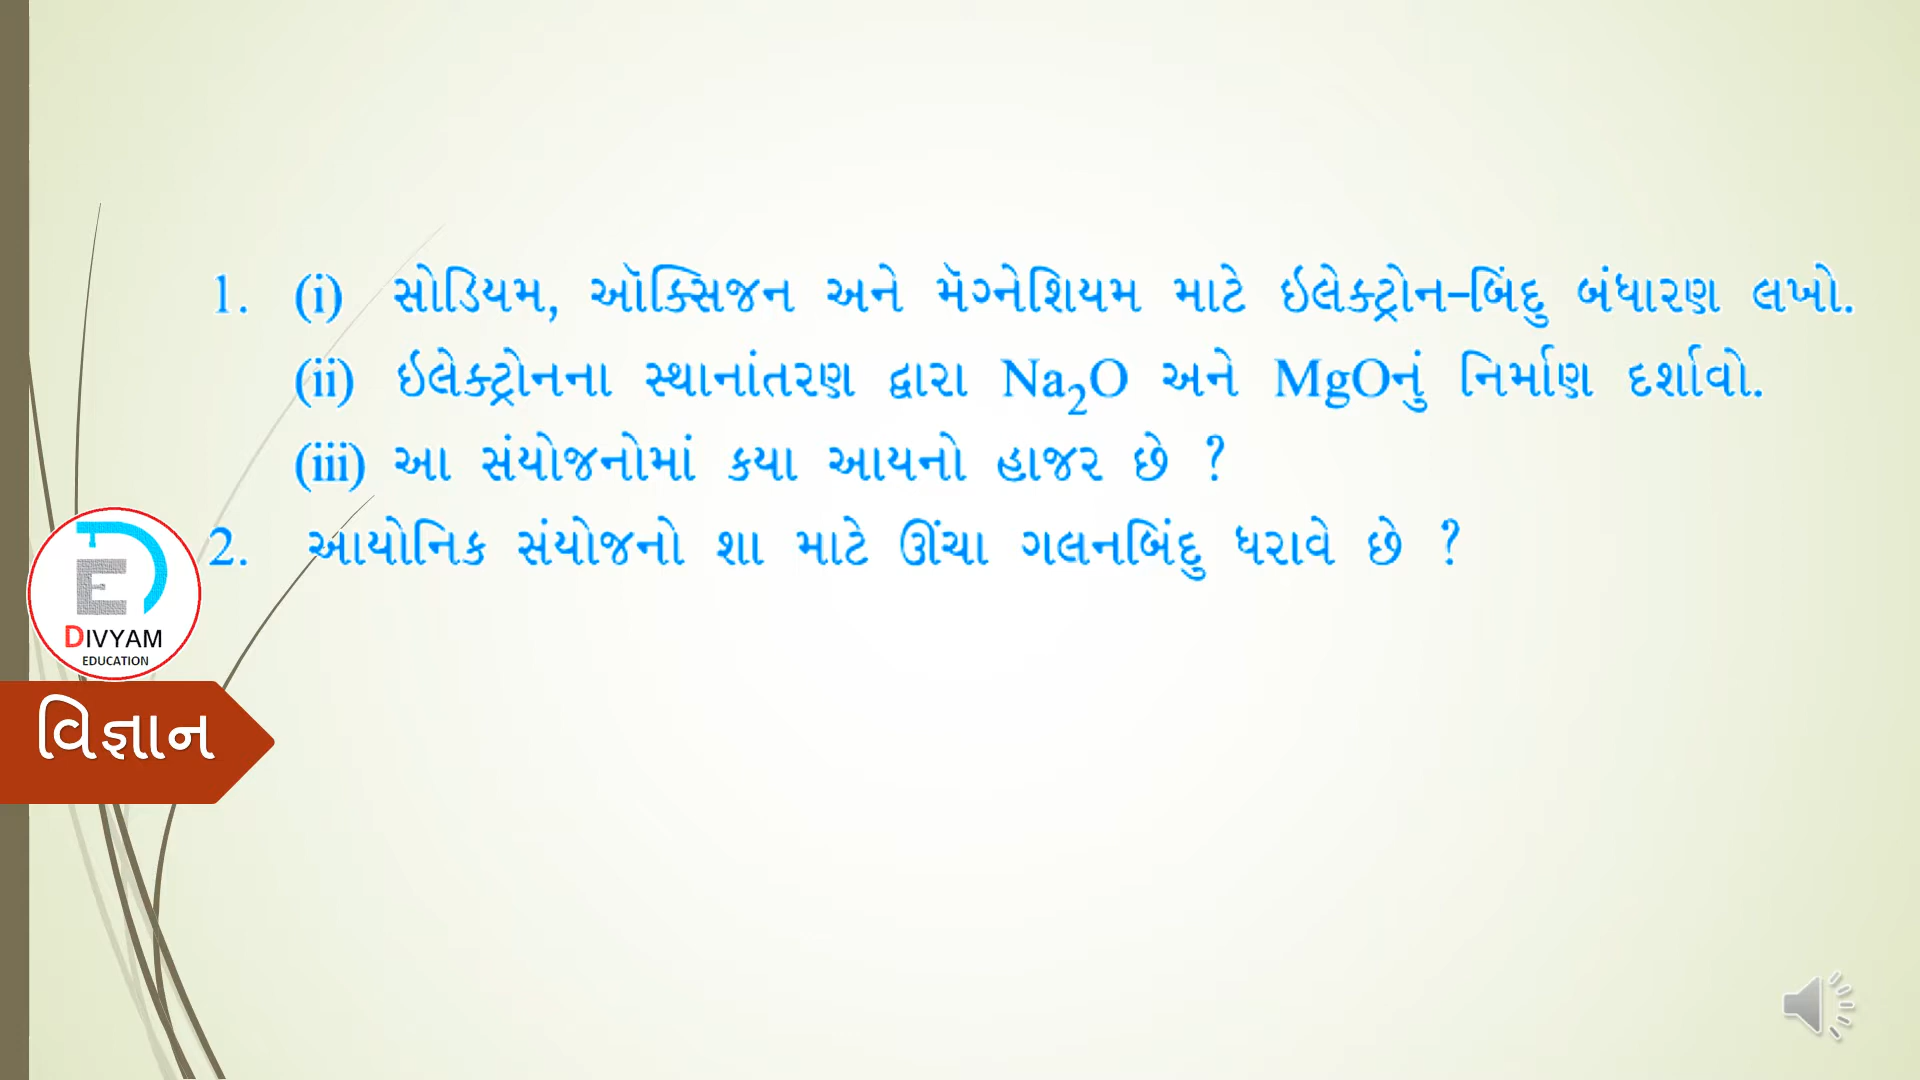 1. (i) સોડિયમ, ઑક્સિજન અને મૅગ્નેશિયમ માટે ઇલેક્ટ્રોન-બિંદુ બંધારણ લખો.
(ii) ઇલેક્ટ્રોનના સ્થાનાંતરણ દ્વારા Na₂O અને MgOનું નિર્માણ દર્શાવો.
(iii) આ સંયોજનોમાં કયા આયનો હાજર છે ?
2. આયોનિક સંયોજનો શા માટે ઊંચા ગલનબિંદુ ધરાવે છે ?
DE
DIVYAM
EDUCATION
વિજ્ઞાન